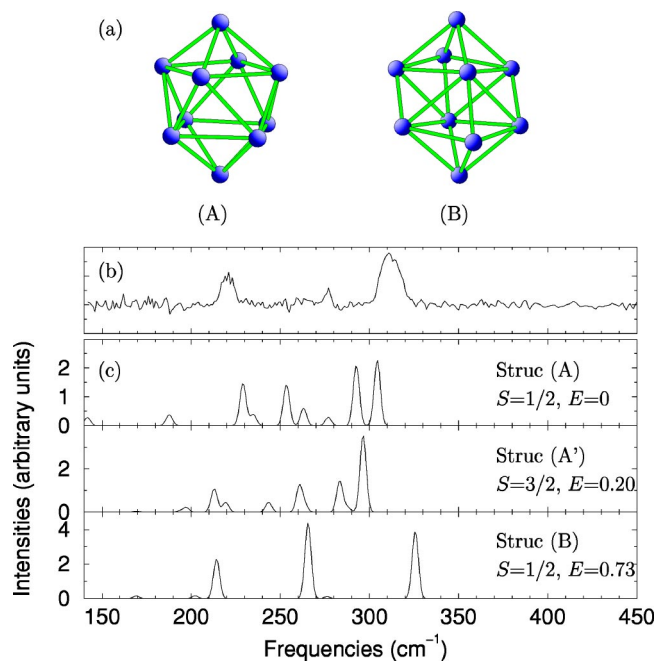 (a)
(A) (B)
(b)
(c)
Struc (A)
S=1/2, E=0
Struc (A')
S=3/2, E=0.20
Struc (B)
S=1/2, E=0.73
Intensities (arbitrary units)
2
1
0
2
0
4
2
0
150 200 250 300 350 400 450
Frequencies (cm⁻¹)